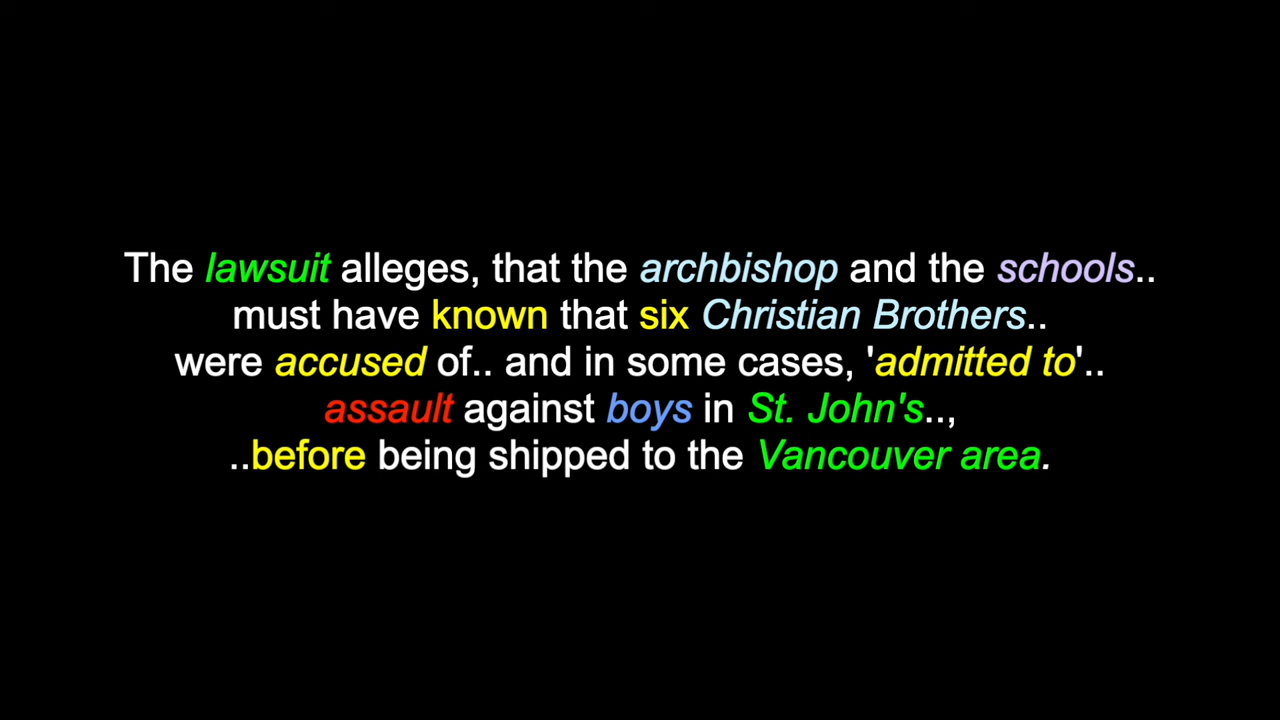 The lawsuit alleges, that the archbishop and the schools..
must have known that six Christian Brothers..
were accused of.. and in some cases, 'admitted to'..
assault against boys in St. John's..,
..before being shipped to the Vancouver area.